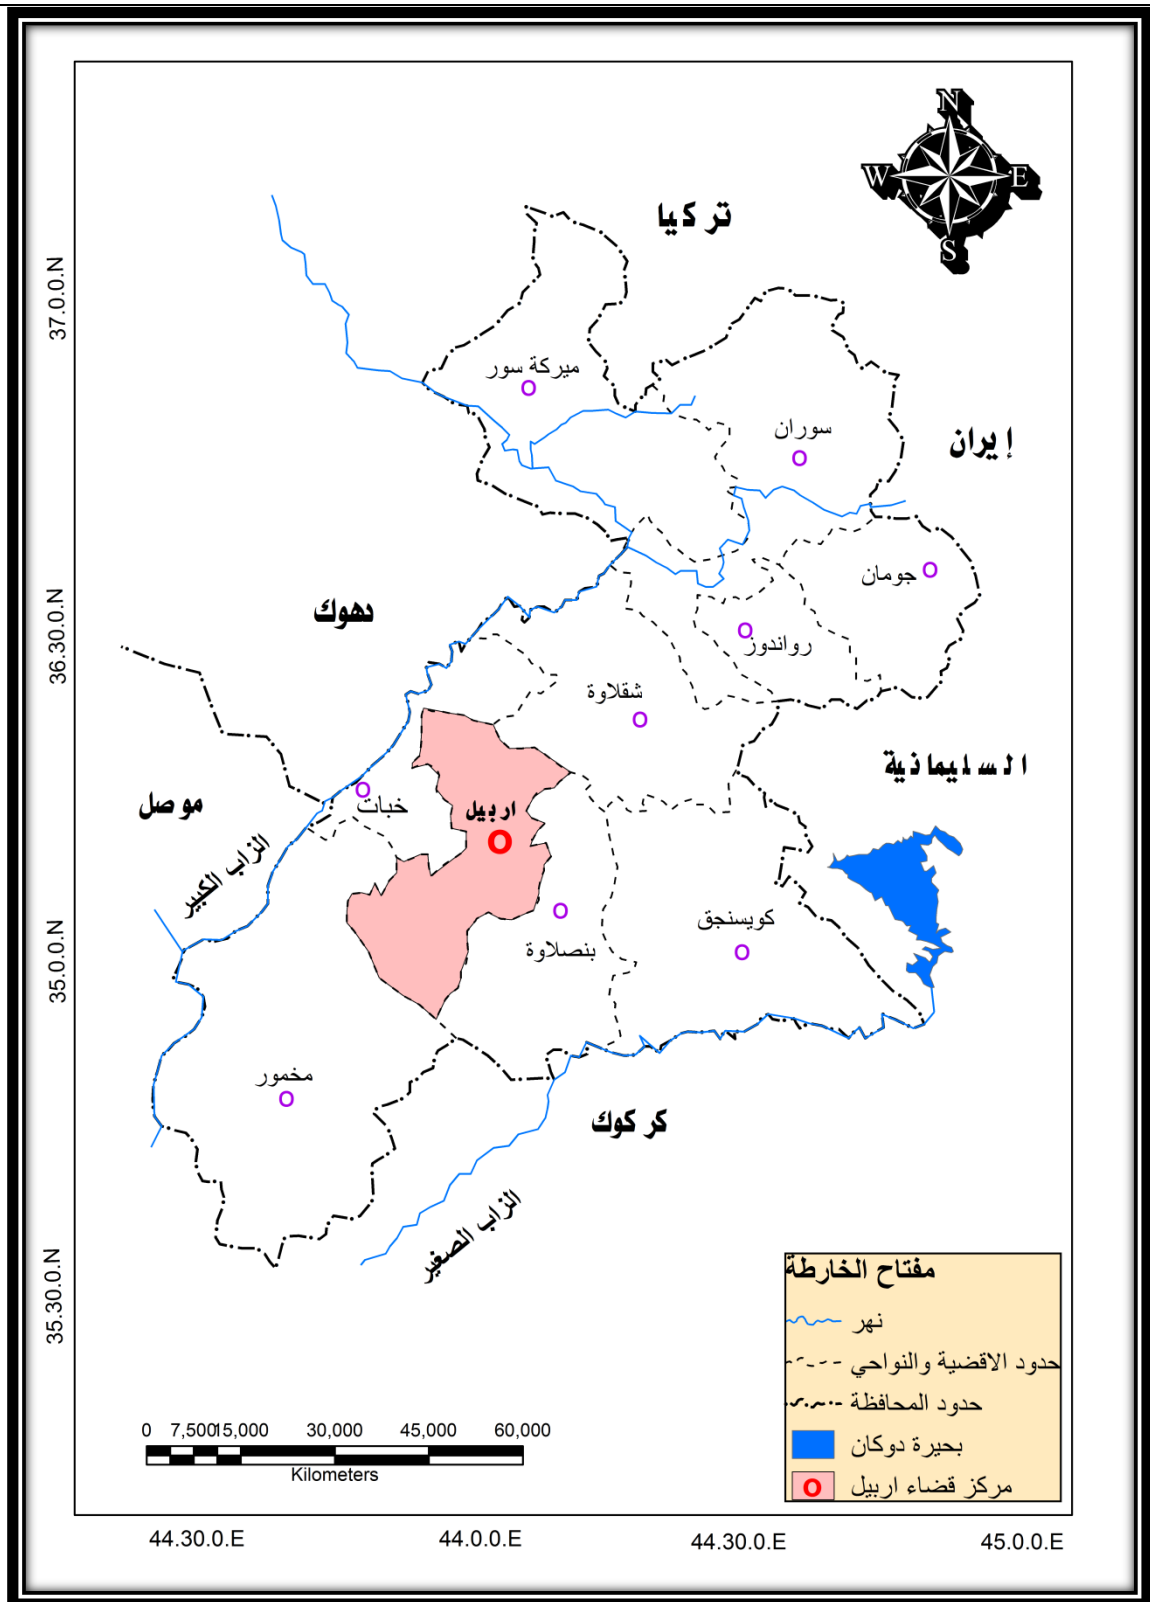 N
W
E
S
تركيا
37.0.0.N
ميركة سور
سوران
إيران
جومان
دهوك
36.30.0.N
رواندوز
شقلاوة
السليمانية
موصل
خبات
اربيل
الزاب الكبير
كويسنجق
بنصلاوة
35.0.0.N
مخمور
كركوك
الزاب الصغير
35.30.0.N
مفتاح الخارطة
نهر
حدود الاقضية والنواحي
حدود المحافظة
بحيرة دوكان
مركز قضاء اربيل
0 7,500 15,000 30,000 45,000 60,000
Kilometers
44.30.0.E 44.0.0.E 44.30.0.E 45.0.0.E